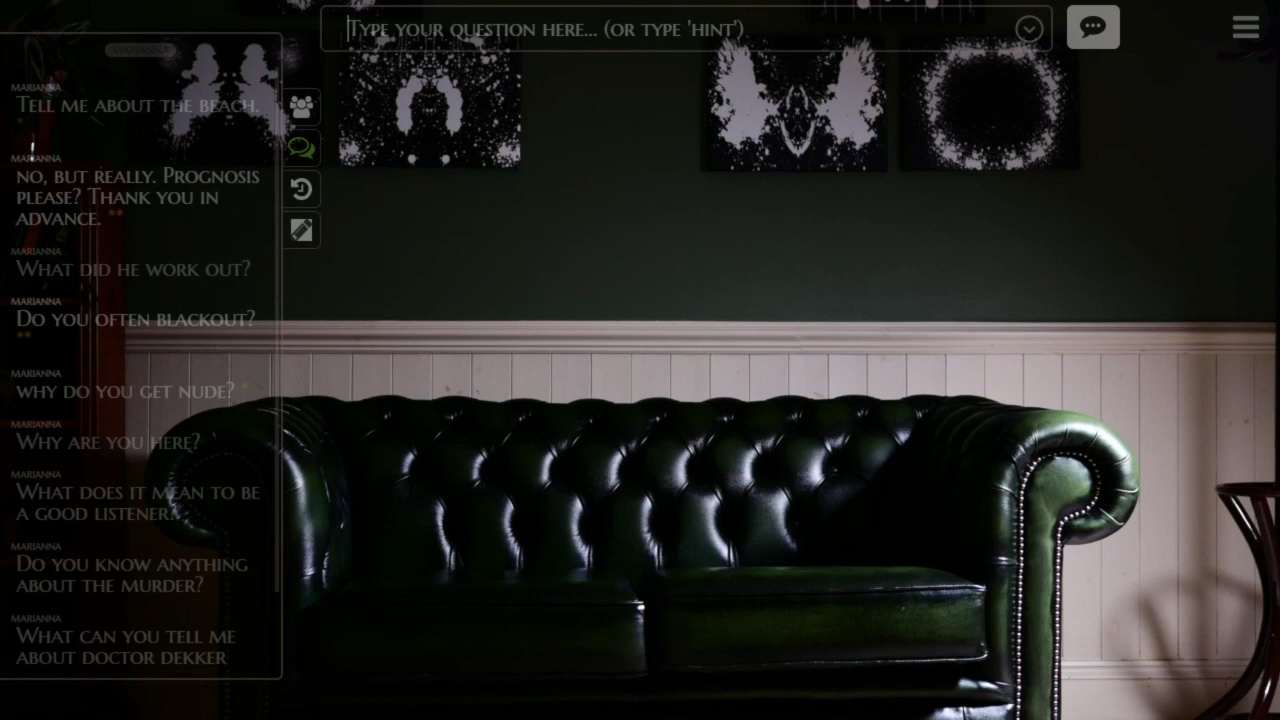 Type your question here... (or type 'hint')
MARIANNA
MARIANNA
Tell me about the beach.
*
MARIANNA
no, but really. Prognosis
please? Thank you in
advance. **
MARIANNA
What did he work out?
MARIANNA
Do you often blackout?
**
MARIANNA
why do you get nude? *
MARIANNA
Why are you here?
MARIANNA
What does it mean to be
a good listener?
MARIANNA
Do you know anything
about the murder?
MARIANNA
What can you tell me
about doctor dekker